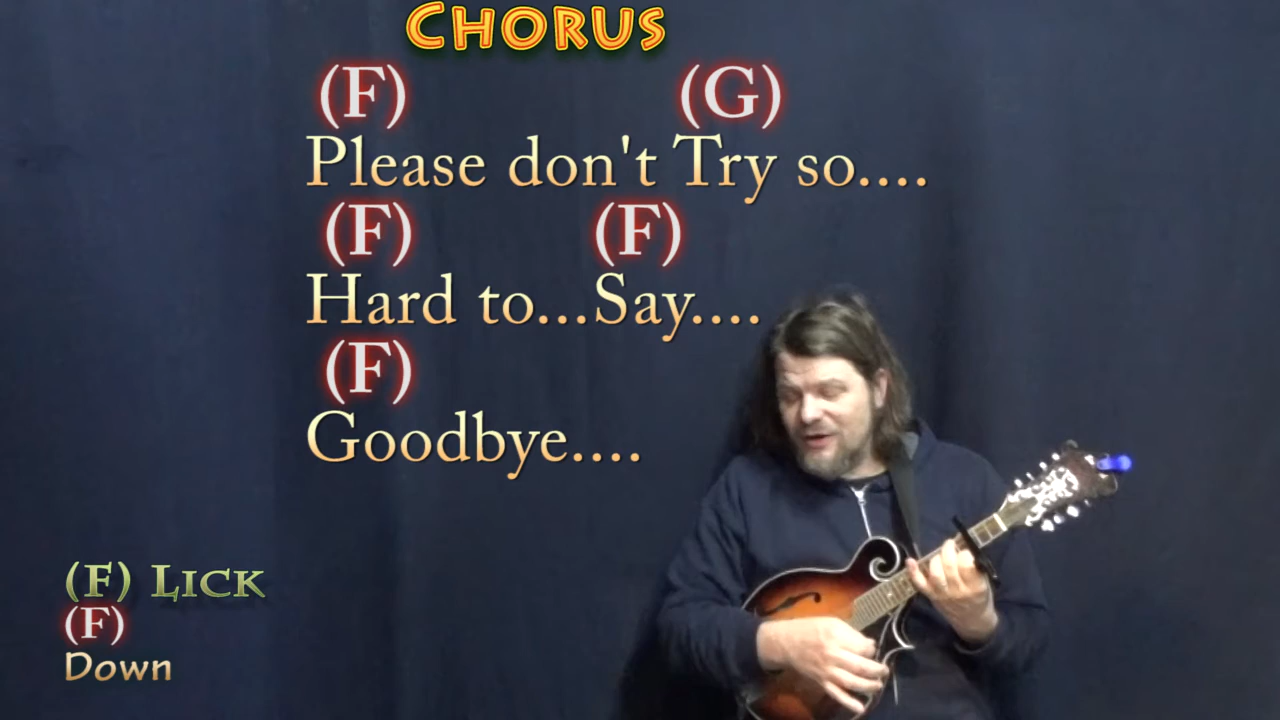 CHORUS
(F) (G)
Please don't Try so....
(F) (F)
Hard to...Say....
(F)
Goodbye....
(F) LICK
(F)
Down